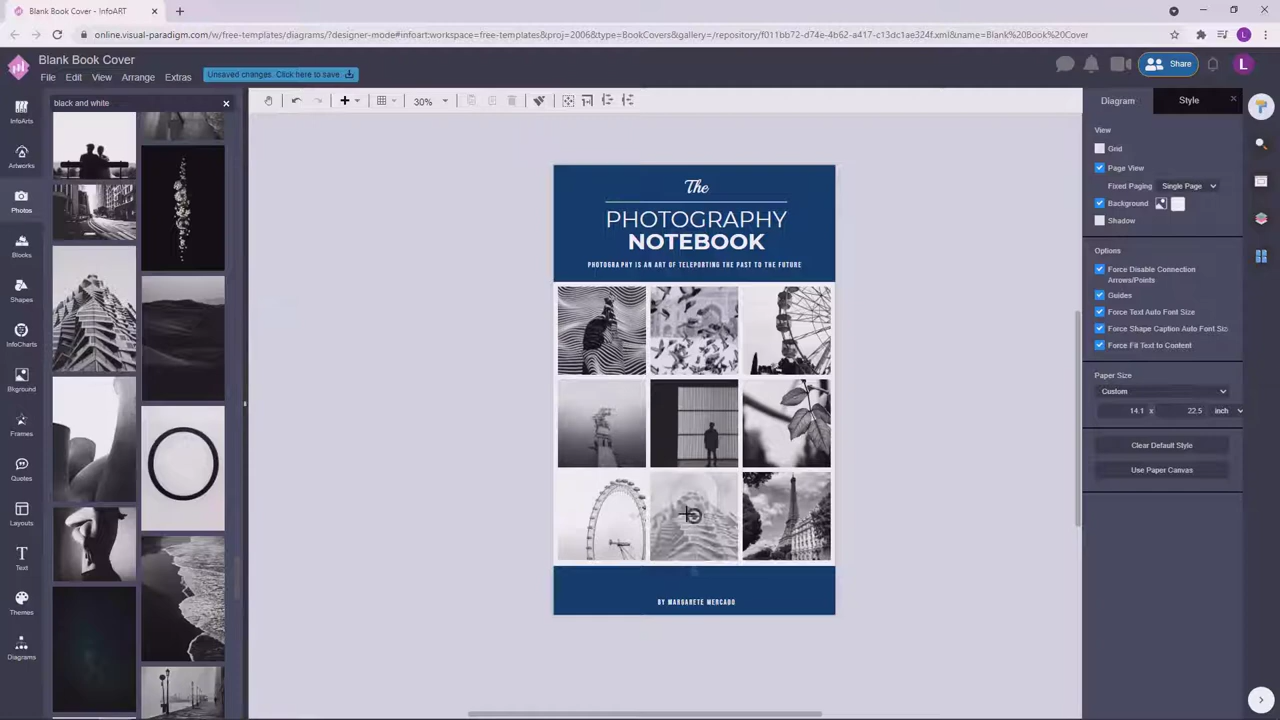 Blank Book Cover - InfoART
online.visual-paradigm.com/w/free-templates/diagrams/?designer-mode#infoart:workspace=free-templates&proj=2006&type=BookCovers&gallery=/repository/f011bb72-d74e-4b62-a417-c13dc1ae324f.xml&name=Blank%20Book%20Cover
Blank Book Cover
File Edit View Arrange Extras
Unsaved changes. Click here to save
Share
L
L
black and white
30%
InfoArts
Artworks
Photos
Blocks
Shapes
InfoCharts
Bkground
Frames
Quotes
Layouts
Text
Themes
Diagrams
The
PHOTOGRAPHY
NOTEBOOK
PHOTOGRAPHY IS AN ART OF TELEPORTING THE PAST TO THE FUTURE
BY MARGARETE MERCADO
Diagram
Style
View
Grid
Page View
Fixed Paging Single Page
Background
Shadow
Options
Force Disable Connection
Arrows/Points
Guides
Force Text Auto Font Size
Force Shape Caption Auto Font Siz
Force Fit Text to Content
Paper Size
Custom
14.1 x 22.5 inch
Clear Default Style
Use Paper Canvas